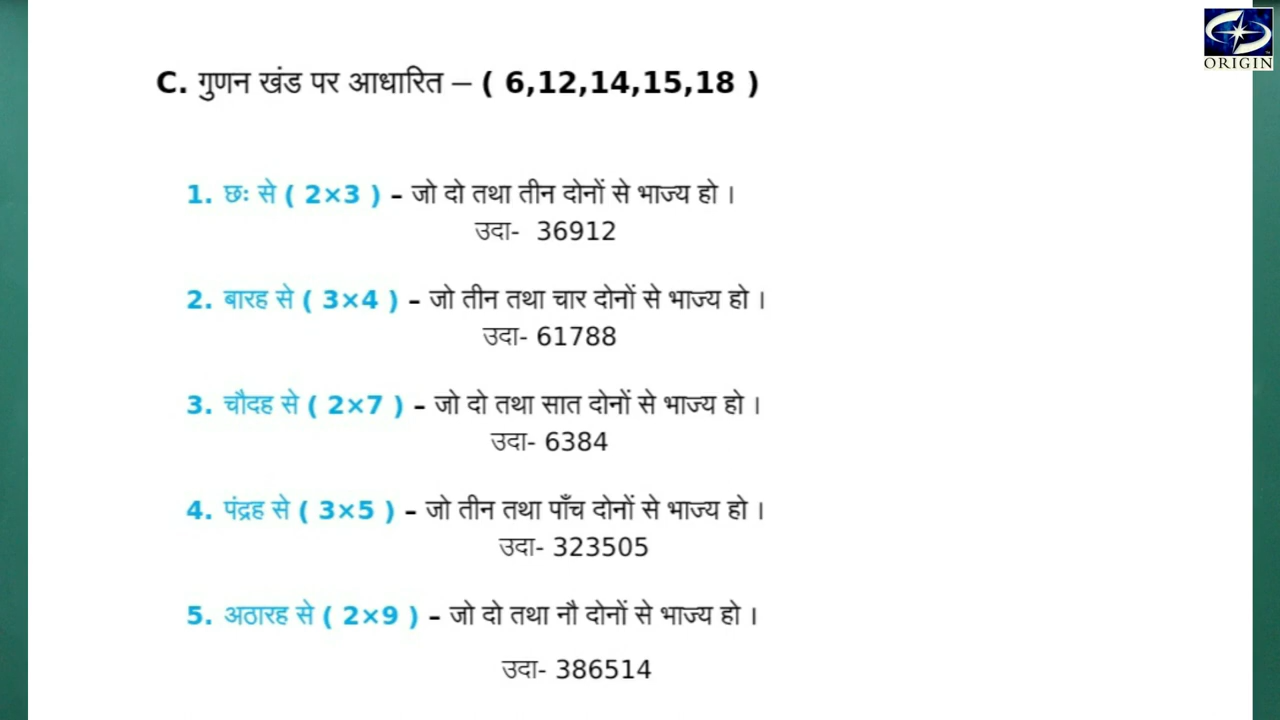 ORIGIN
C. गुणन खंड पर आधारित – ( 6,12,14,15,18 )
1. छः से ( 2×3 ) – जो दो तथा तीन दोनों से भाज्य हो ।
उदा- 36912
2. बारह से ( 3×4 ) – जो तीन तथा चार दोनों से भाज्य हो ।
उदा- 61788
3. चौदह से ( 2×7 ) – जो दो तथा सात दोनों से भाज्य हो ।
उदा- 6384
4. पंद्रह से ( 3×5 ) – जो तीन तथा पाँच दोनों से भाज्य हो ।
उदा- 323505
5. अठारह से ( 2×9 ) – जो दो तथा नौ दोनों से भाज्य हो ।
उदा- 386514